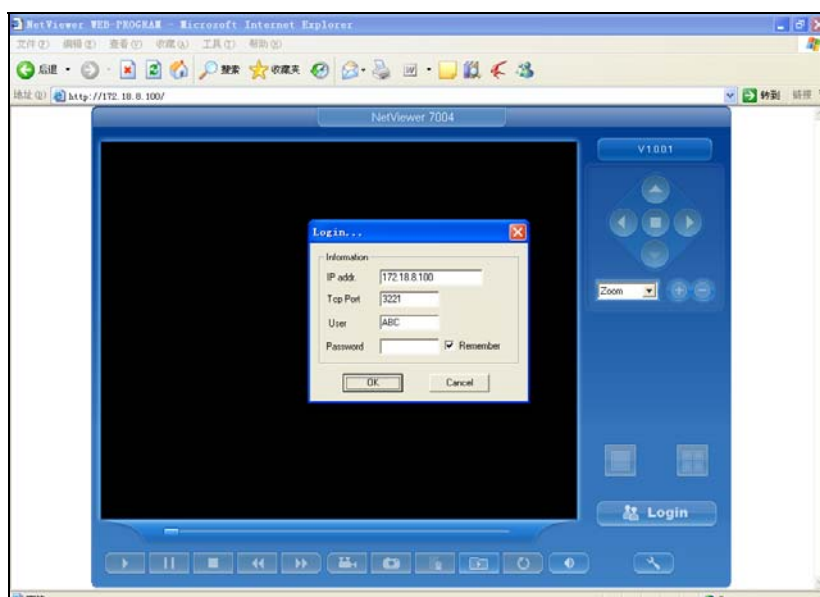 NetViewer WEB-PROGRAM - Microsoft Internet Explorer
文件(F) 编辑(E) 查看(V) 收藏(A) 工具(T) 帮助(H)
后退 搜索 收藏夹
地址(D) http://172.18.8.100/ 转到 链接
NetViewer 7004
V1001
Login...
Information
IP addr. 172.18.8.100
Tcp Port 3221
User ABC
Password Remember
OK Cancel
Zoom
Login